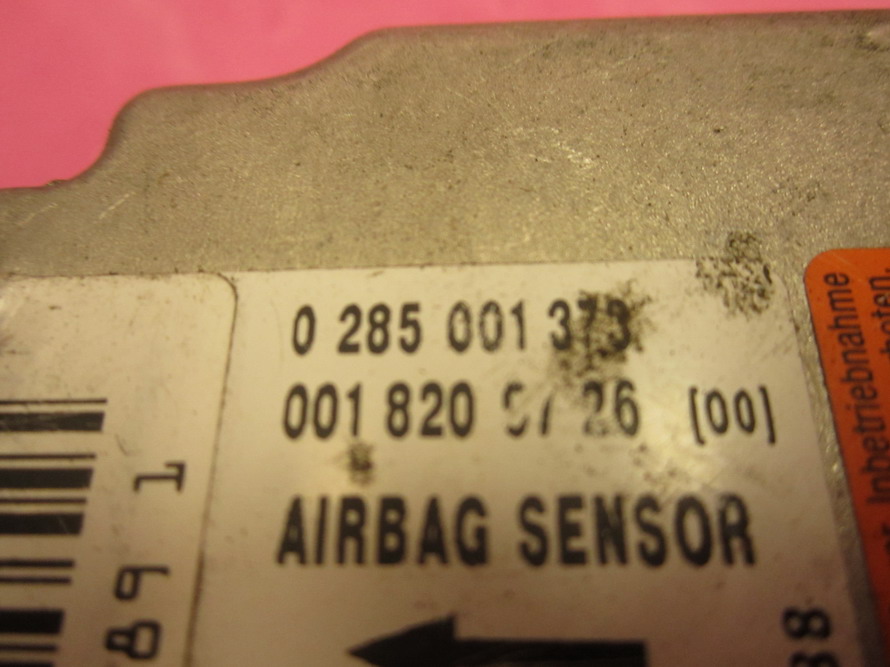 0 285 001 373
001 820 97 26 [00]
AIRBAG SENSOR
Inbetriebnahme